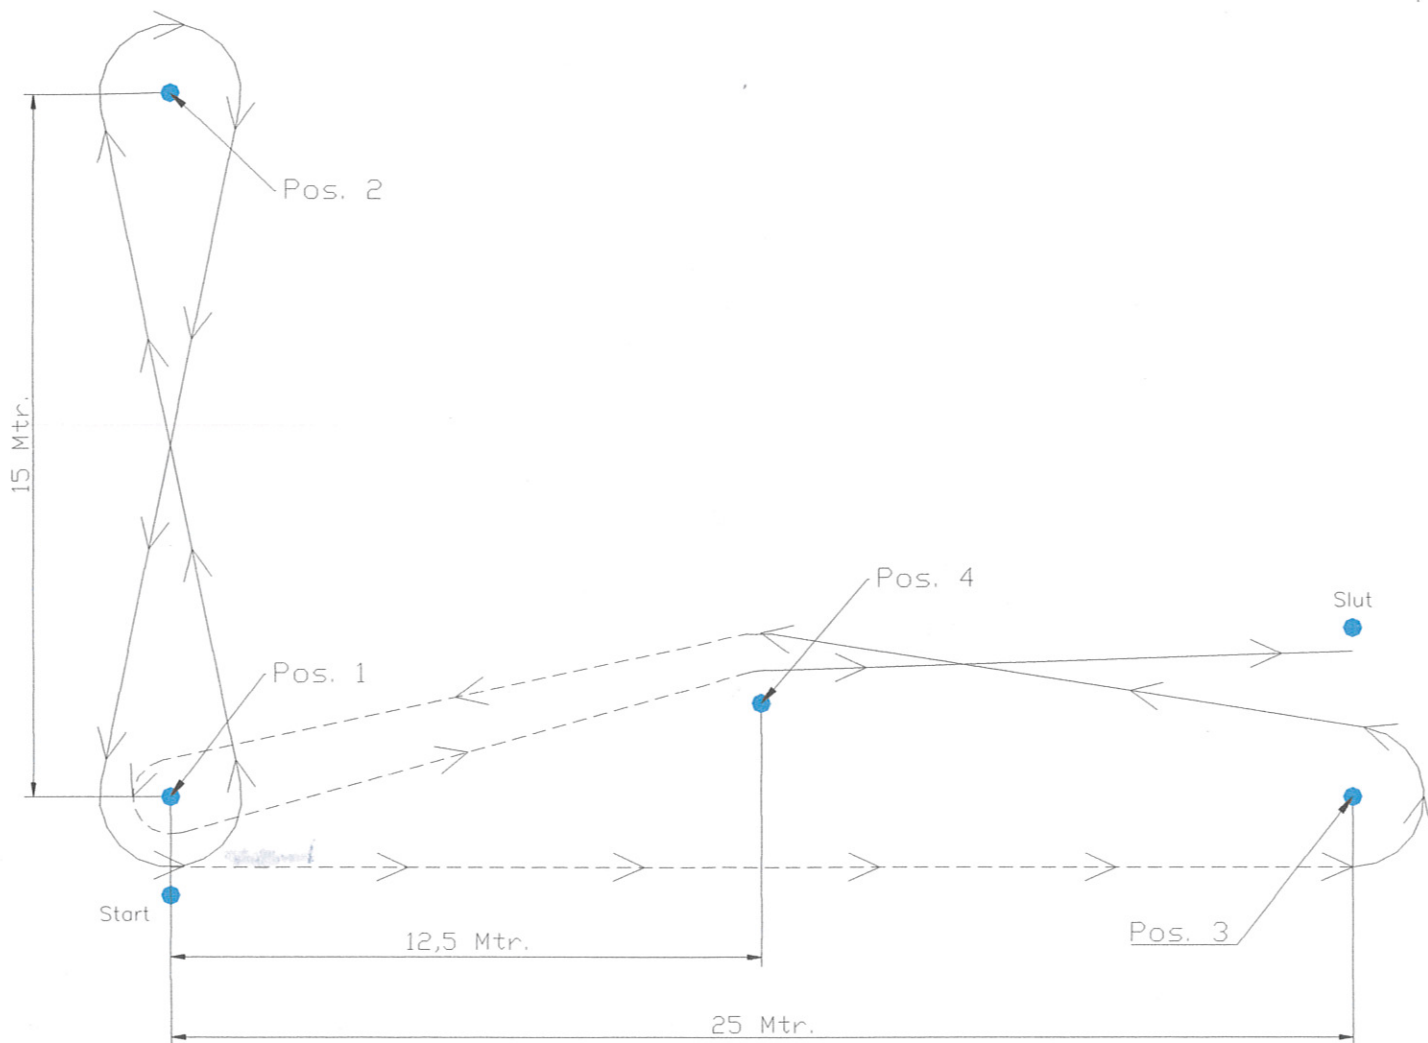 Pos. 2
15 Mtr.
Pos. 4
Slut
Pos. 1
Start
Pos. 3
12,5 Mtr.
25 Mtr.